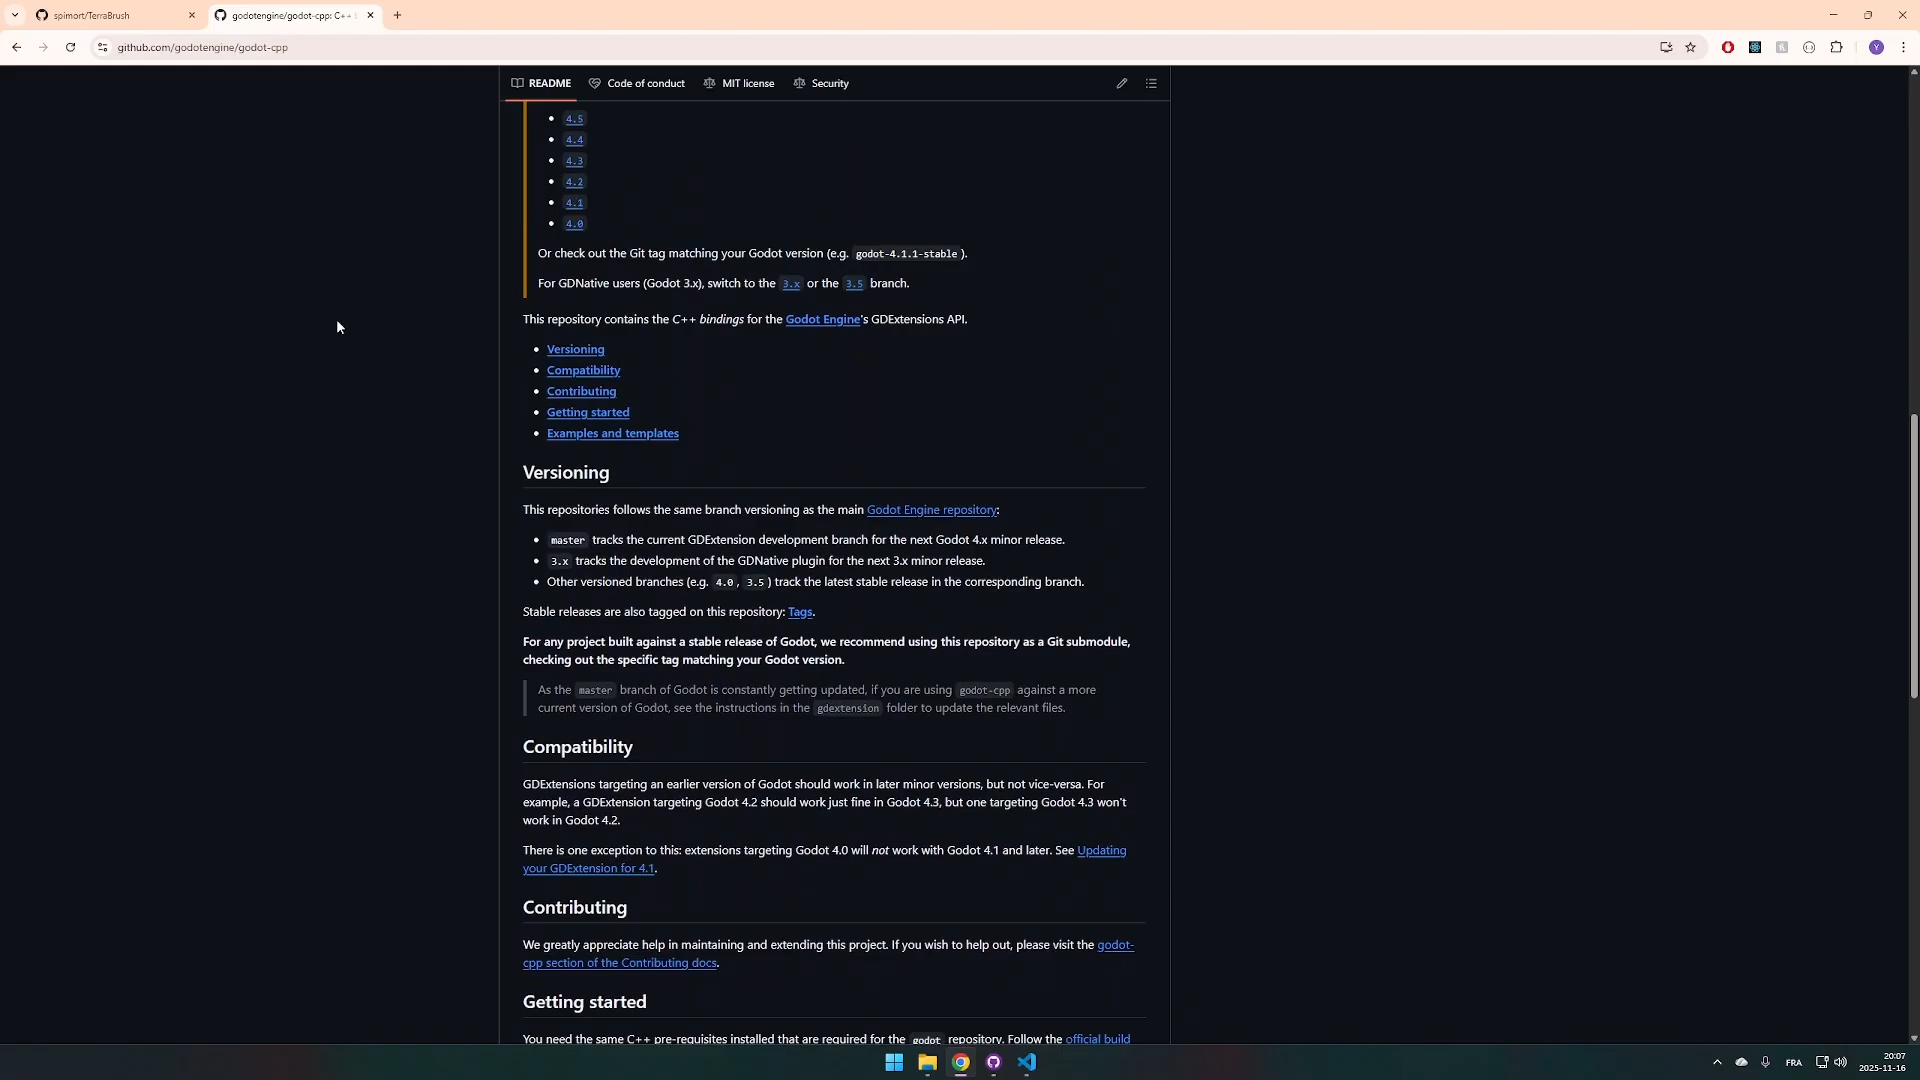 spimort/TerraBrush
godotengine/godot-cpp: C++
github.com/godotengine/godot-cpp
Y
README
Code of conduct
MIT license
Security
4.5
4.4
4.3
4.2
4.1
4.0
Or check out the Git tag matching your Godot version (e.g. godot-4.1.1-stable ).
For GDNative users (Godot 3.x), switch to the 3.x or the 3.5 branch.
This repository contains the C++ bindings for the Godot Engine's GDExtensions API.
Versioning
Compatibility
Contributing
Getting started
Examples and templates
Versioning
This repositories follows the same branch versioning as the main Godot Engine repository:
master tracks the current GDExtension development branch for the next Godot 4.x minor release.
3.x tracks the development of the GDNative plugin for the next 3.x minor release.
Other versioned branches (e.g. 4.0 , 3.5 ) track the latest stable release in the corresponding branch.
Stable releases are also tagged on this repository: Tags.
For any project built against a stable release of Godot, we recommend using this repository as a Git submodule,
checking out the specific tag matching your Godot version.
As the master branch of Godot is constantly getting updated, if you are using godot-cpp against a more
current version of Godot, see the instructions in the gdextension folder to update the relevant files.
Compatibility
GDExtensions targeting an earlier version of Godot should work in later minor versions, but not vice-versa. For
example, a GDExtension targeting Godot 4.2 should work just fine in Godot 4.3, but one targeting Godot 4.3 won't
work in Godot 4.2.
There is one exception to this: extensions targeting Godot 4.0 will not work with Godot 4.1 and later. See Updating
your GDExtension for 4.1.
Contributing
We greatly appreciate help in maintaining and extending this project. If you wish to help out, please visit the godot-
cpp section of the Contributing docs.
Getting started
You need the same C++ pre-requisites installed that are required for the godot repository. Follow the official build
FRA
20:07
2025-11-16